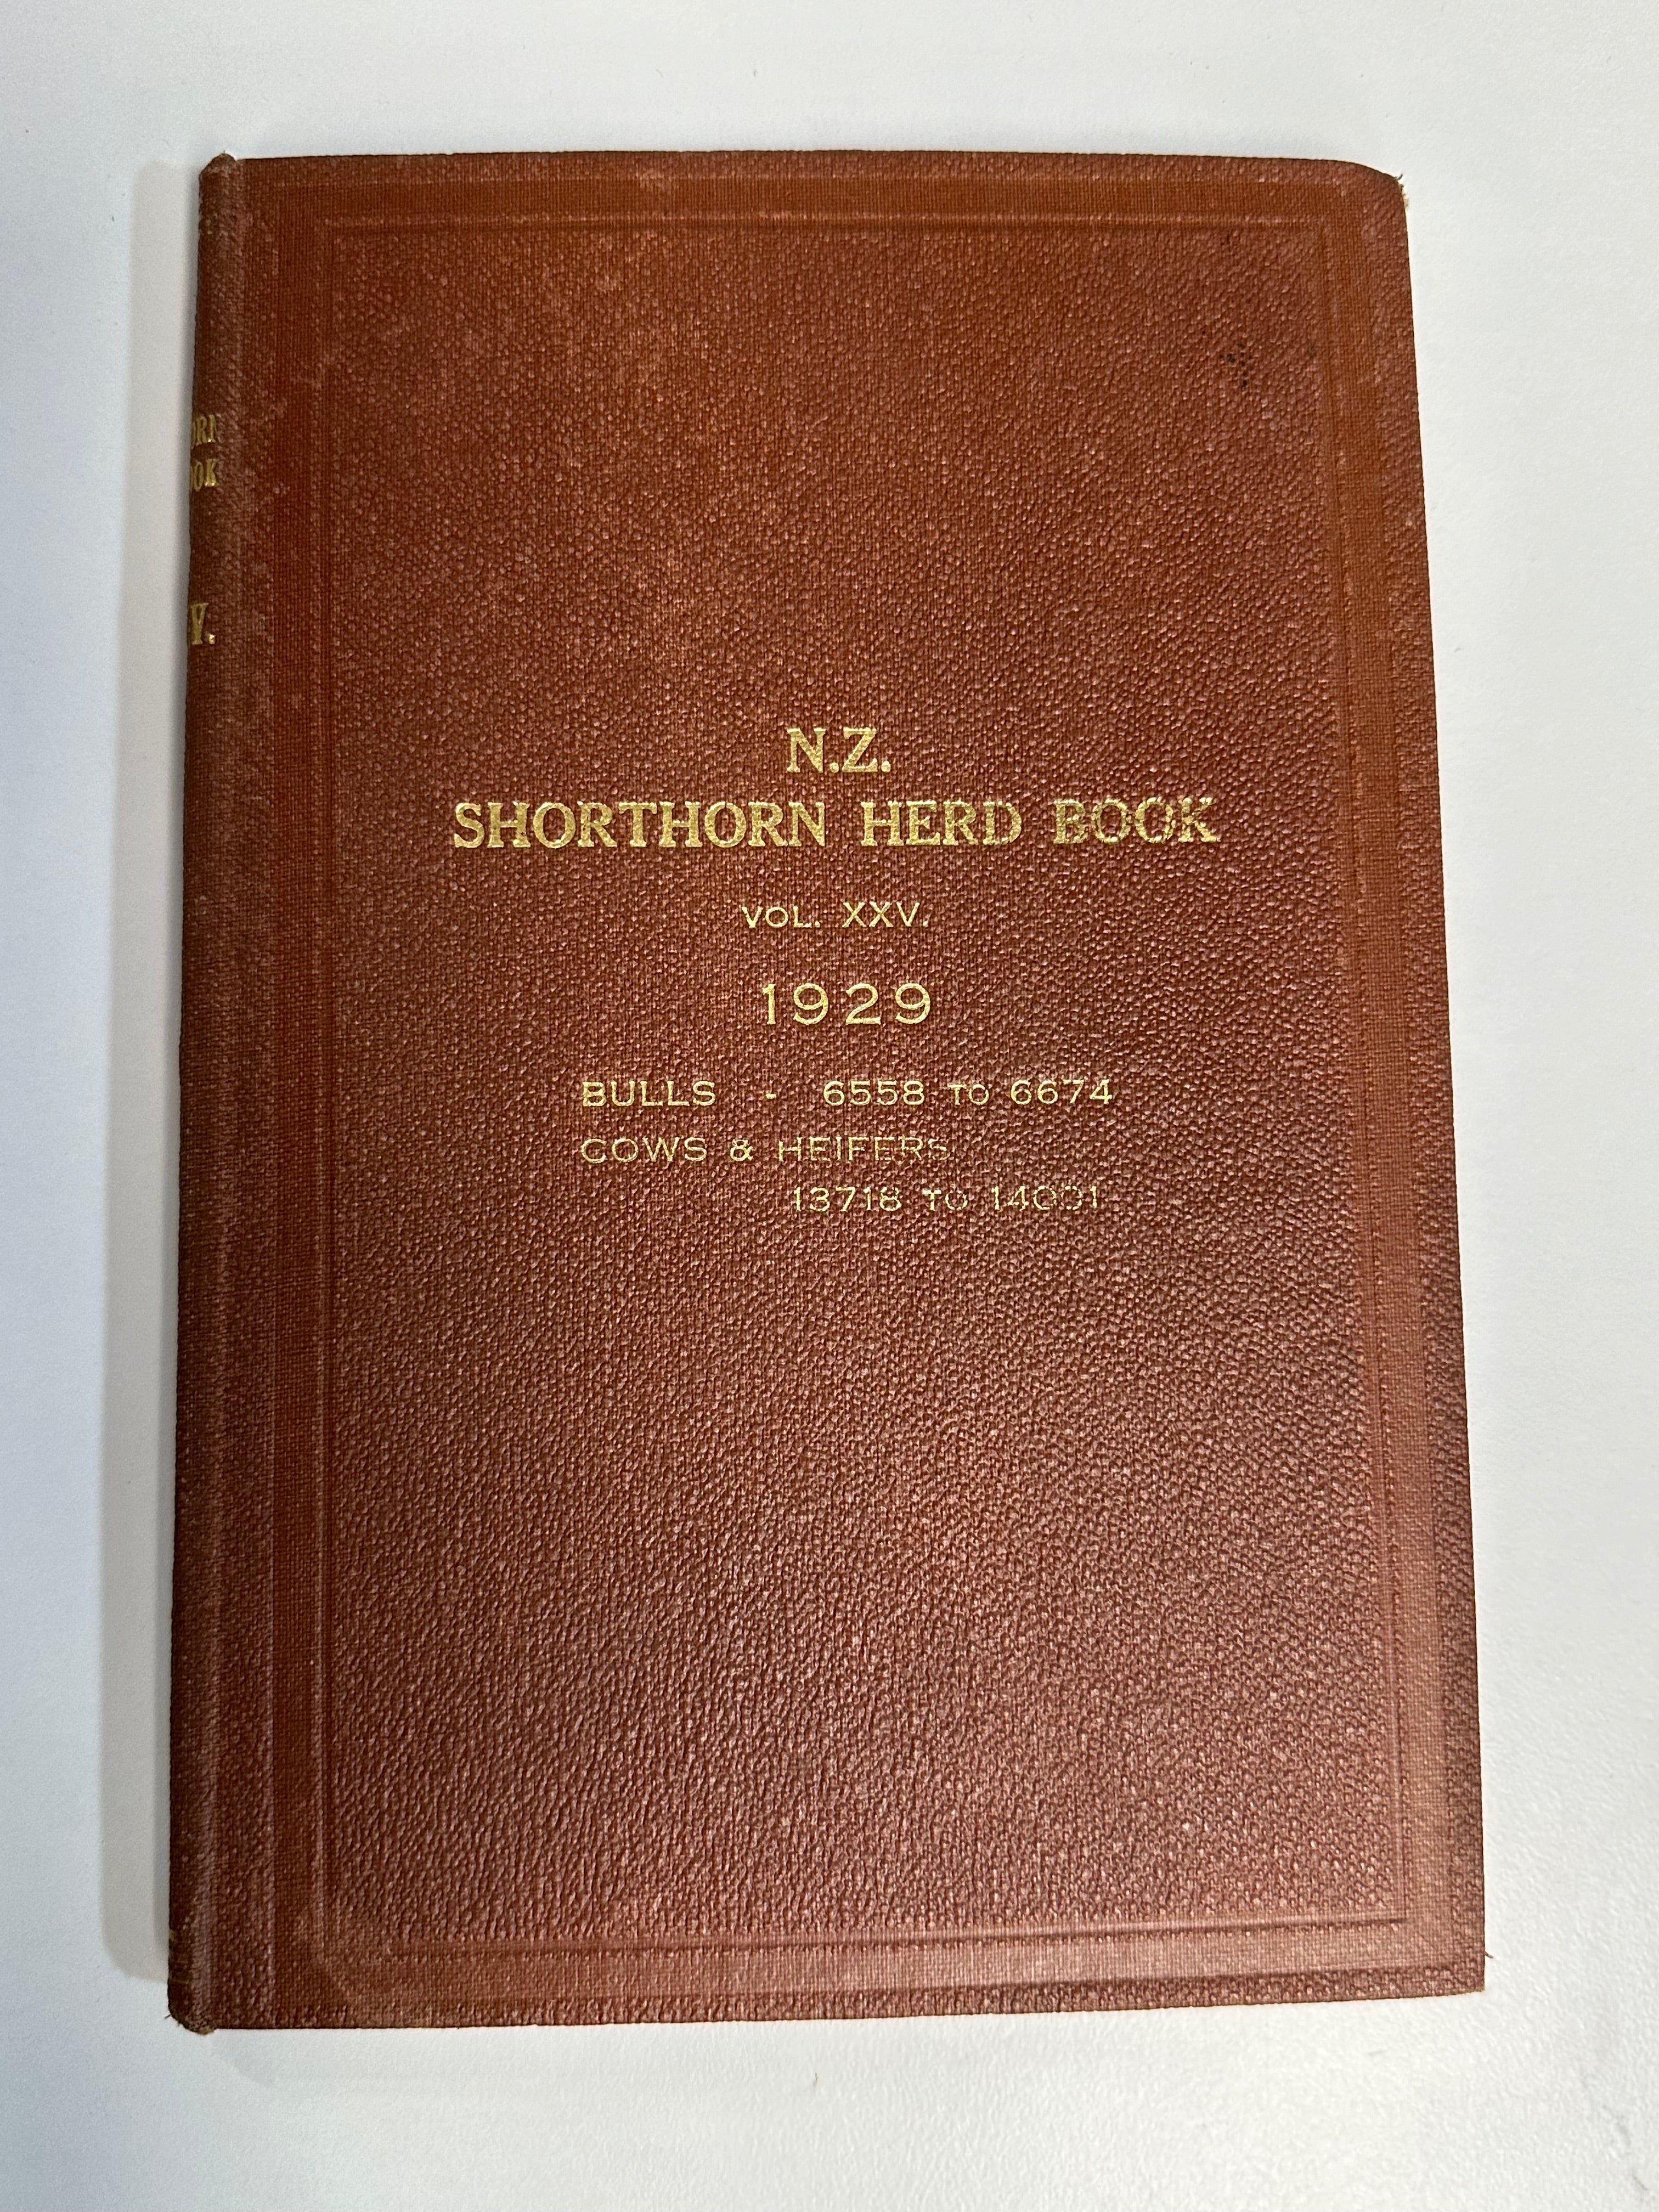 N.Z.
SHORTHORN HERD BOOK
VOL. XXV.
1929
BULLS - 6558 TO 6674
COWS & HEIFERS
13718 TO 14001